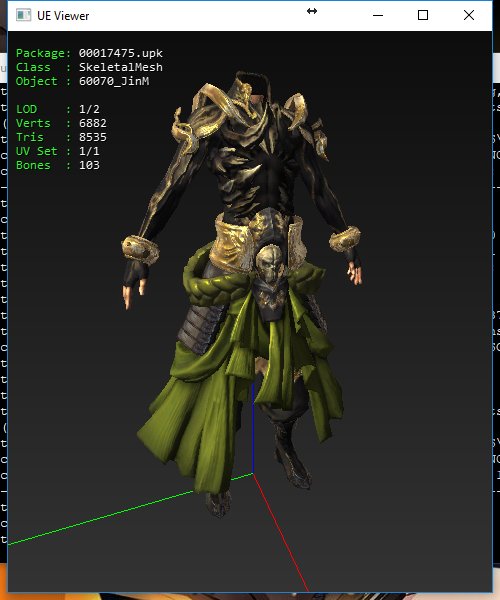 UE Viewer
Package: 00017475.upk
Class : SkeletalMesh
Object : 60070_JinM
LOD : 1/2
Verts : 6882
Tris : 8535
UV Set : 1/1
Bones : 103